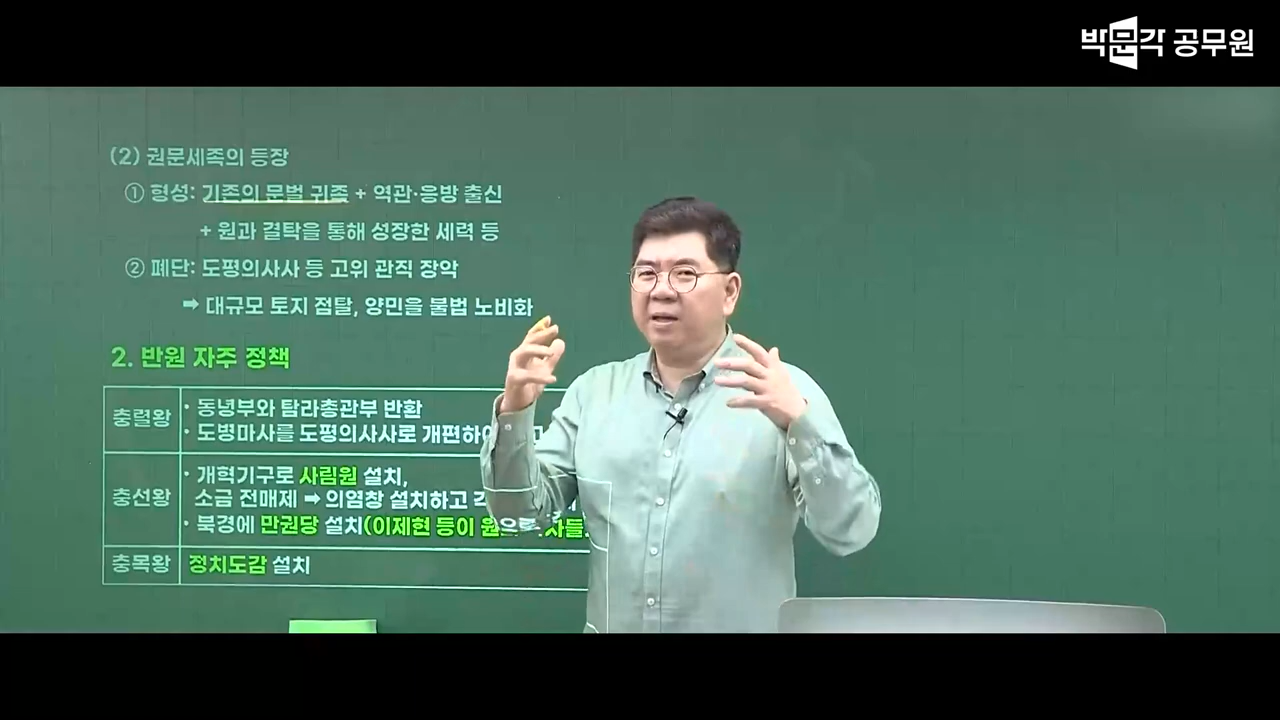 박문각 공무원
(2) 권문세족의 등장
① 형성: 기존의 문벌 귀족 + 역관·응방 출신
+ 원과 결탁을 통해 성장한 세력 등
② 폐단: 도평의사사 등 고위 관직 장악
➡ 대규모 토지 점탈, 양민을 불법 노비화
2. 반원 자주 정책
충렬왕
· 동녕부와 탐라총관부 반환
· 도병마사를 도평의사사로 개편하여
충선왕
· 개혁기구로 사림원 설치,
소금 전매제 ➡ 의염창 설치하고
· 북경에 만권당 설치(이제현 등이 원
충목왕
정치도감 설치